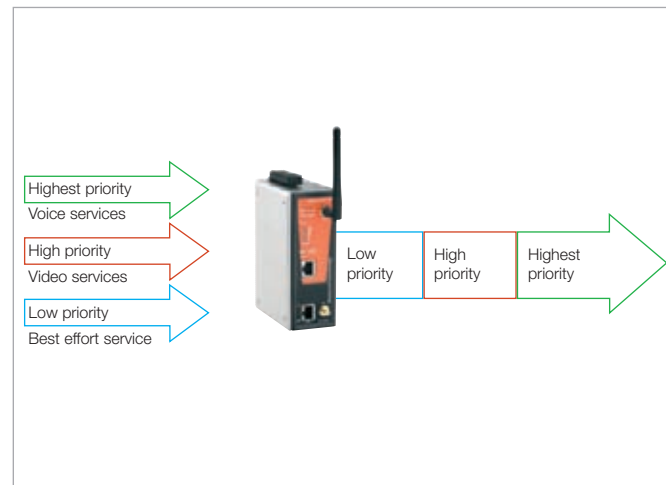 Highest priority
Voice services
High priority
Video services
Low priority
Best effort service
Low
priority
High
priority
Highest
priority